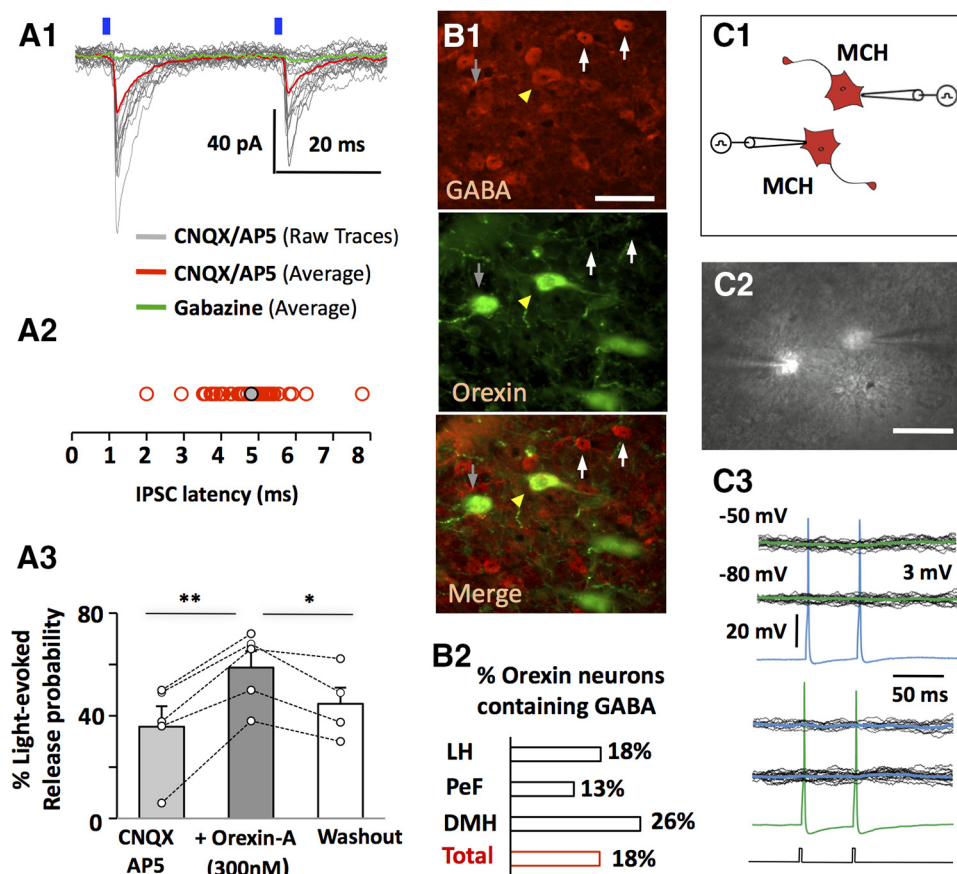 A1
40 pA
20 ms
CNQX/AP5 (Raw Traces)
CNQX/AP5 (Average)
Gabazine (Average)
A2
0 1 2 3 4 5 6 7 8
IPSC latency (ms)
A3
% Light-evoked
Release probability
80
40
0
**
*
CNQX
AP5
+ Orexin-A
(300nM)
Washout
B1
GABA
Orexin
Merge
B2
% Orexin neurons
containing GABA
LH 18%
PeF 13%
DMH 26%
Total 18%
C1
MCH
MCH
C2
C3
-50 mV
-80 mV
3 mV
20 mV
50 ms